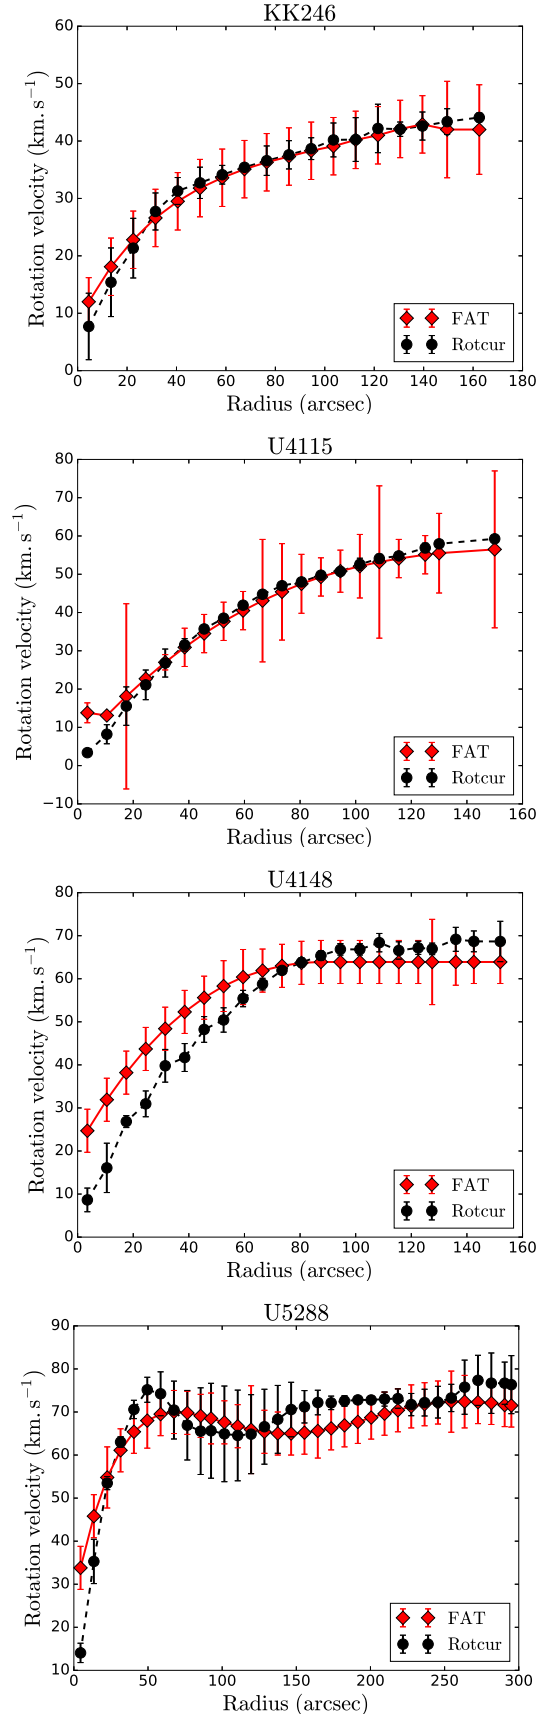 KK246
60
50
40
30
20
10
0
Rotation velocity (km. s⁻¹)
FAT
Rotcur
0 20 40 60 80 100 120 140 160 180
Radius (arcsec)
U4115
80
70
60
50
40
30
20
10
0
−10
Rotation velocity (km. s⁻¹)
FAT
Rotcur
0 20 40 60 80 100 120 140 160
Radius (arcsec)
U4148
80
70
60
50
40
30
20
10
0
Rotation velocity (km. s⁻¹)
FAT
Rotcur
0 20 40 60 80 100 120 140 160
Radius (arcsec)
U5288
90
80
70
60
50
40
30
20
10
Rotation velocity (km. s⁻¹)
FAT
Rotcur
0 50 100 150 200 250 300
Radius (arcsec)